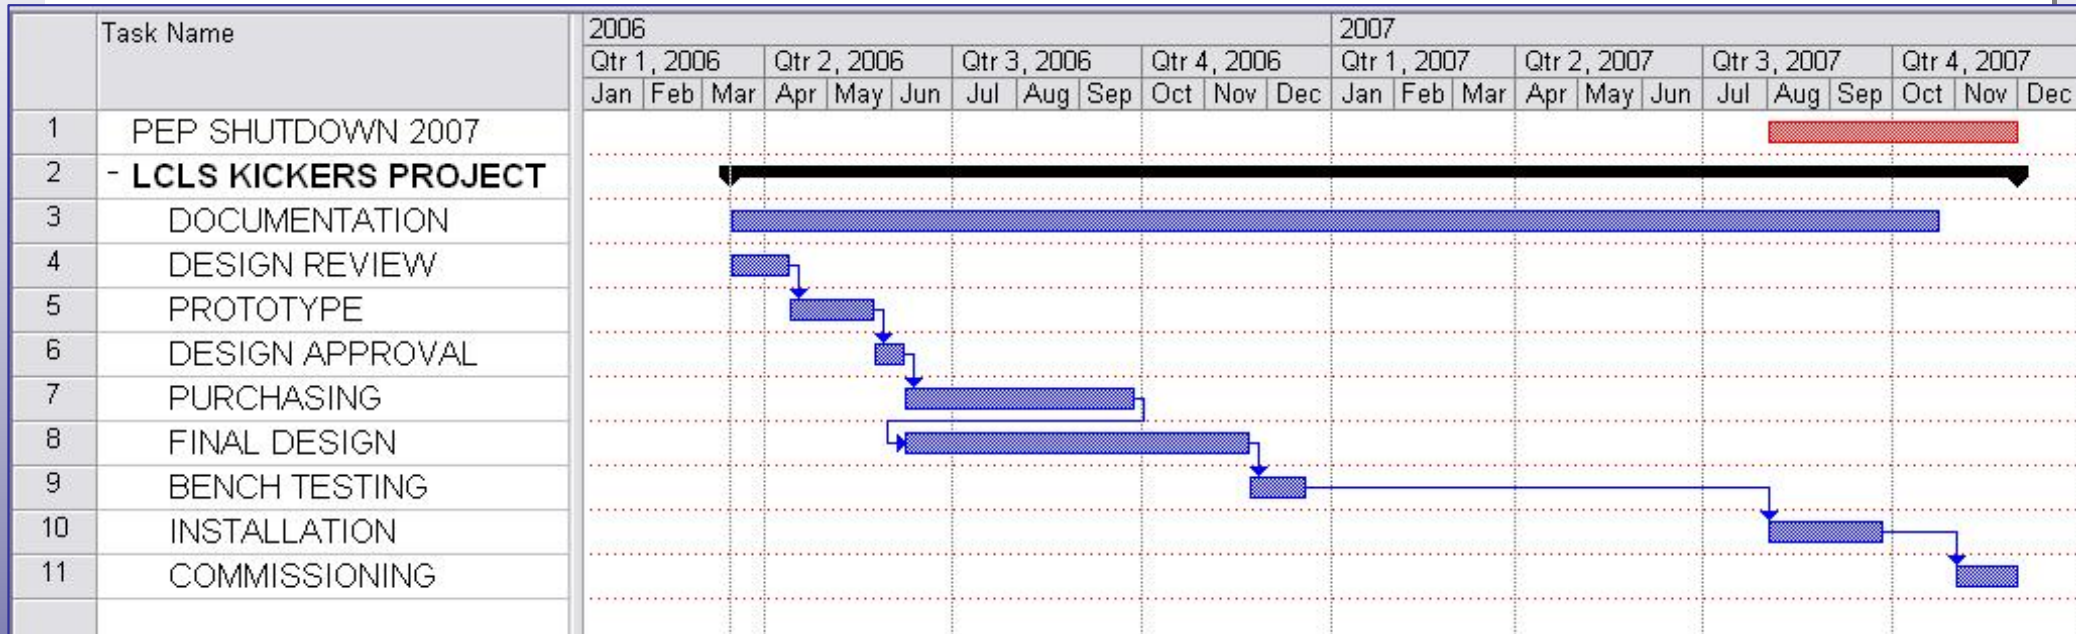 Task Name
2006 2007
Qtr 1, 2006 Qtr 2, 2006 Qtr 3, 2006 Qtr 4, 2006 Qtr 1, 2007 Qtr 2, 2007 Qtr 3, 2007 Qtr 4, 2007
Jan Feb Mar Apr May Jun Jul Aug Sep Oct Nov Dec Jan Feb Mar Apr May Jun Jul Aug Sep Oct Nov Dec
1 PEP SHUTDOWN 2007
2 - LCLS KICKERS PROJECT
3 DOCUMENTATION
4 DESIGN REVIEW
5 PROTOTYPE
6 DESIGN APPROVAL
7 PURCHASING
8 FINAL DESIGN
9 BENCH TESTING
10 INSTALLATION
11 COMMISSIONING